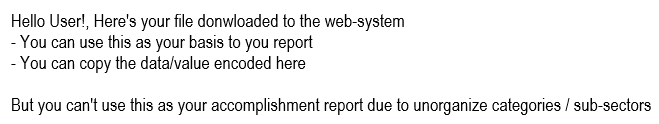 Hello User!, Here's your file donwloaded to the web-system
- You can use this as your basis to you report
- You can copy the data/value encoded here
But you can't use this as your accomplishment report due to unorganize categories / sub-sectors